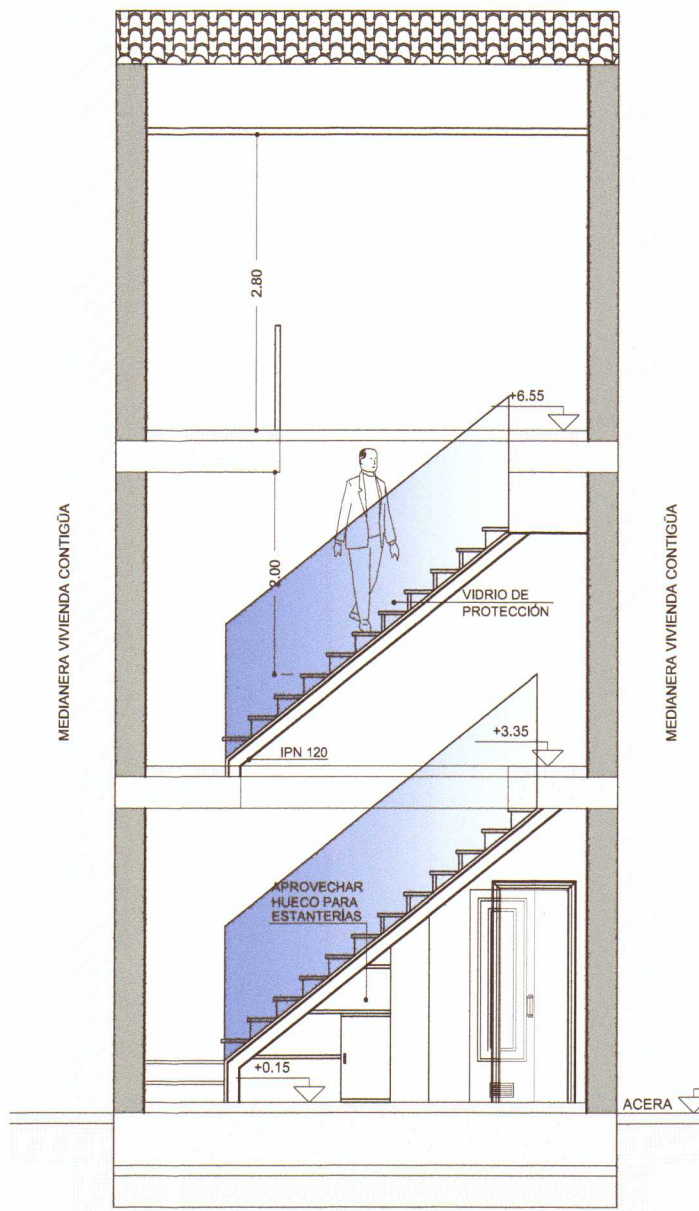 2.80
+6.55
MEDIANERA VIVIENDA CONTIGÜA
MEDIANERA VIVIENDA CONTIGÜA
2.00
VIDRIO DE
PROTECCIÓN
+3.35
IPN 120
APROVECHAR
HUECO PARA
ESTANTERÍAS
+0.15
ACERA